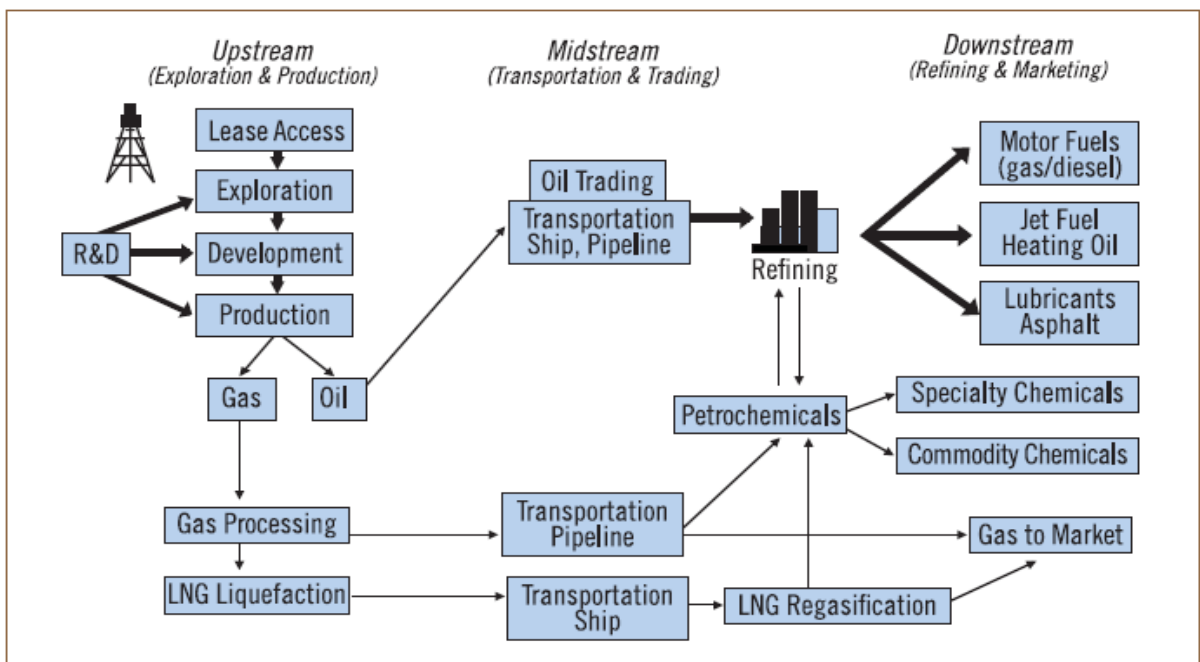 Upstream
(Exploration & Production)
Midstream
(Transportation & Trading)
Downstream
(Refining & Marketing)
Lease Access
Exploration
R&D
Development
Production
Gas
Oil
Oil Trading
Transportation
Ship, Pipeline
Refining
Motor Fuels
(gas/diesel)
Jet Fuel
Heating Oil
Lubricants
Asphalt
Petrochemicals
Specialty Chemicals
Commodity Chemicals
Gas Processing
Transportation
Pipeline
Gas to Market
LNG Liquefaction
Transportation
Ship
LNG Regasification